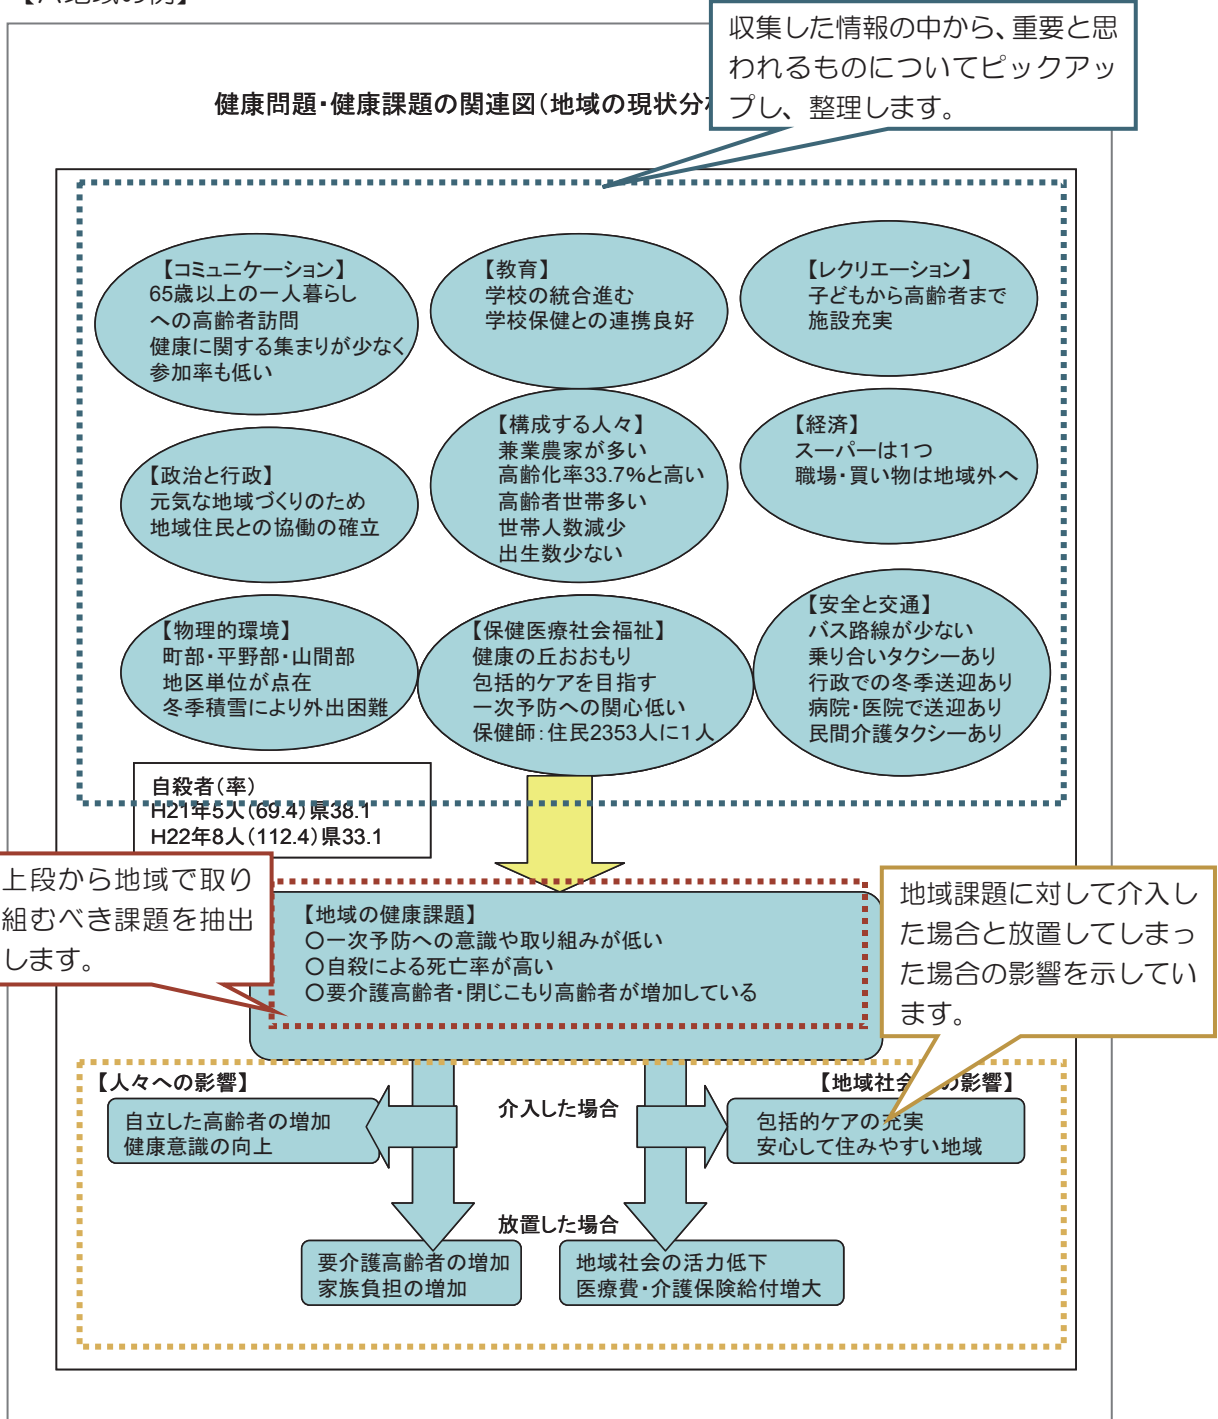 収集した情報の中から、重要と思
われるものについてピックアッ
プし、整理します。
健康問題・健康課題の関連図(地域の現状分
【コミュニケーション】
65歳以上の一人暮らし
への高齢者訪問
健康に関する集まりが少なく
参加率も低い
【教育】
学校の統合進む
学校保健との連携良好
【レクリエーション】
子どもから高齢者まで
施設充実
【政治と行政】
元気な地域づくりのため
地域住民との協働の確立
【構成する人々】
兼業農家が多い
高齢化率33.7%と高い
高齢者世帯多い
世帯人数減少
出生数少ない
【経済】
スーパーは1つ
職場・買い物は地域外へ
【物理的環境】
町部・平野部・山間部
地区単位が点在
冬季積雪により外出困難
【保健医療社会福祉】
健康の丘おおもり
包括的ケアを目指す
一次予防への関心低い
保健師:住民2353人に1人
【安全と交通】
バス路線が少ない
乗り合いタクシーあり
行政での冬季送迎あり
病院・医院で送迎あり
民間介護タクシーあり
自殺者(率)
H21年5人(69.4)県38.1
H22年8人(112.4)県33.1
上段から地域で取り
組むべき課題を抽出
します。
【地域の健康課題】
○一次予防への意識や取り組みが低い
○自殺による死亡率が高い
○要介護高齢者・閉じこもり高齢者が増加している
地域課題に対して介入し
た場合と放置してしまっ
た場合の影響を示してい
ます。
【人々への影響】
自立した高齢者の増加
健康意識の向上
介入した場合
【地域社会の影響】
包括的ケアの充実
安心して住みやすい地域
放置した場合
要介護高齢者の増加
家族負担の増加
地域社会の活力低下
医療費・介護保険給付増大